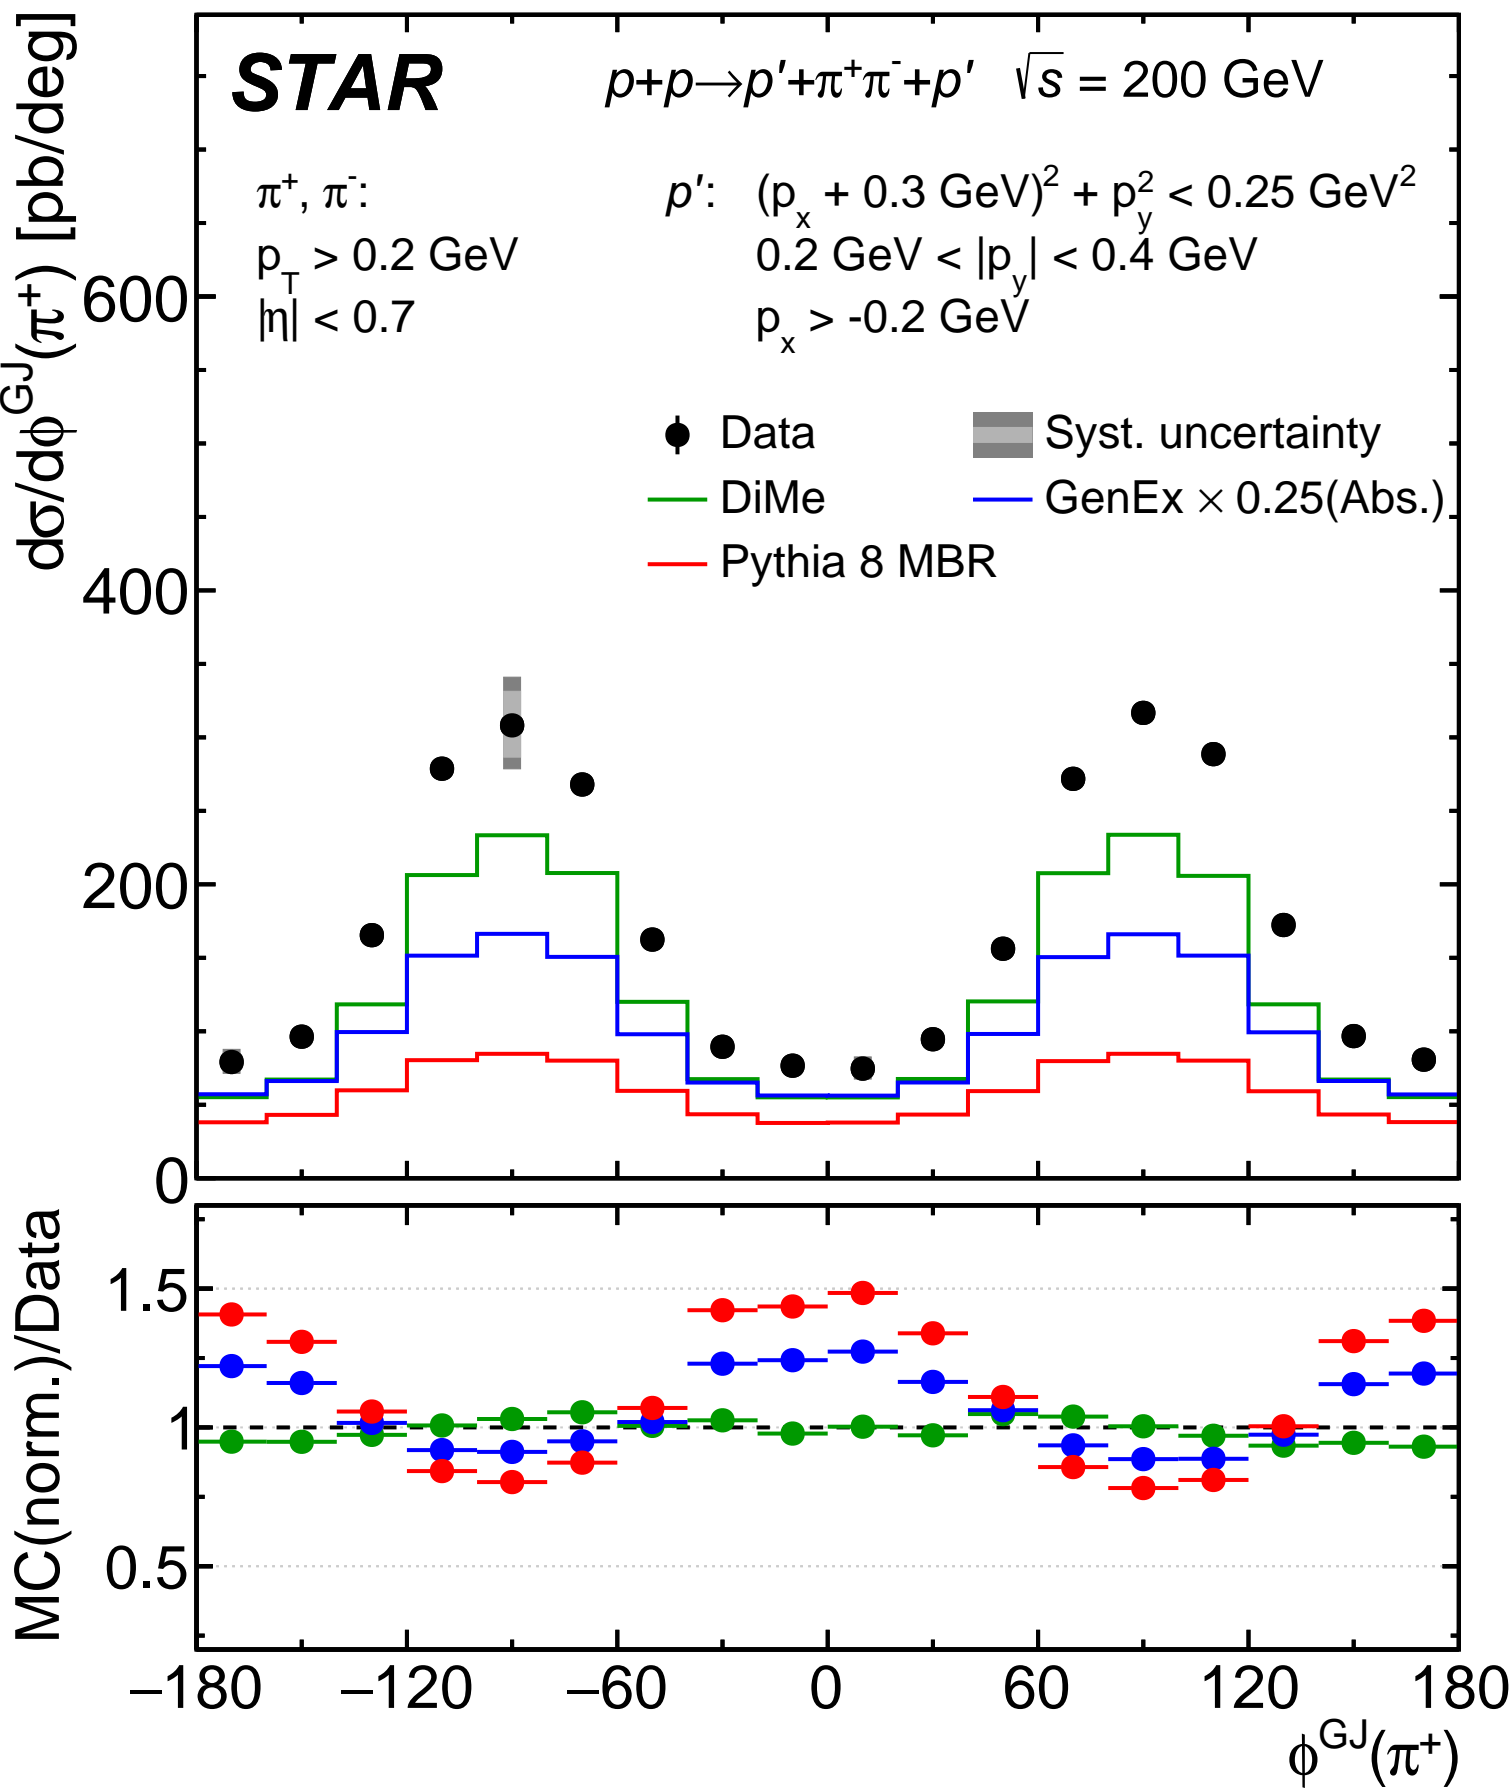 STAR p+p→p′+π⁺π⁻+p′ √s = 200 GeV
π⁺, π⁻: p′: (pₓ + 0.3 GeV)² + p_y² < 0.25 GeV²
p_T > 0.2 GeV 0.2 GeV < |p_y| < 0.4 GeV
|η| < 0.7 pₓ > -0.2 GeV
Data Syst. uncertainty
DiMe GenEx × 0.25(Abs.)
Pythia 8 MBR
dσ/dϕ^GJ(π⁺) [pb/deg]
600
400
200
0
MC(norm.)/Data
1.5
1
0.5
−180 −120 −60 0 60 120 180
ϕ^GJ(π⁺)